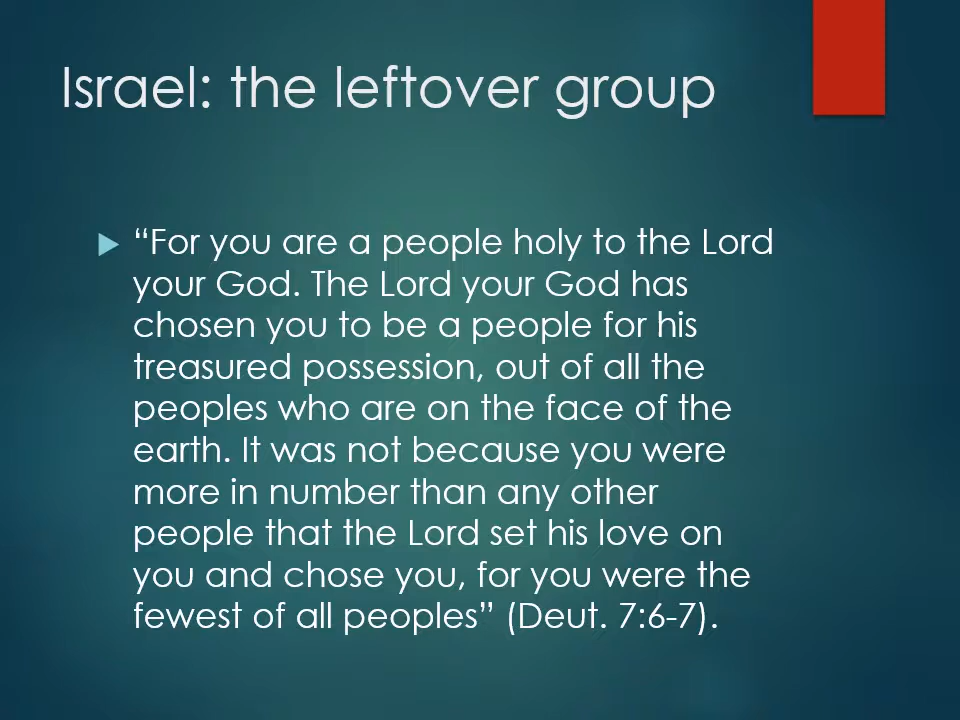 Israel: the leftover group
“For you are a people holy to the Lord
your God. The Lord your God has
chosen you to be a people for his
treasured possession, out of all the
peoples who are on the face of the
earth. It was not because you were
more in number than any other
people that the Lord set his love on
you and chose you, for you were the
fewest of all peoples” (Deut. 7:6-7).